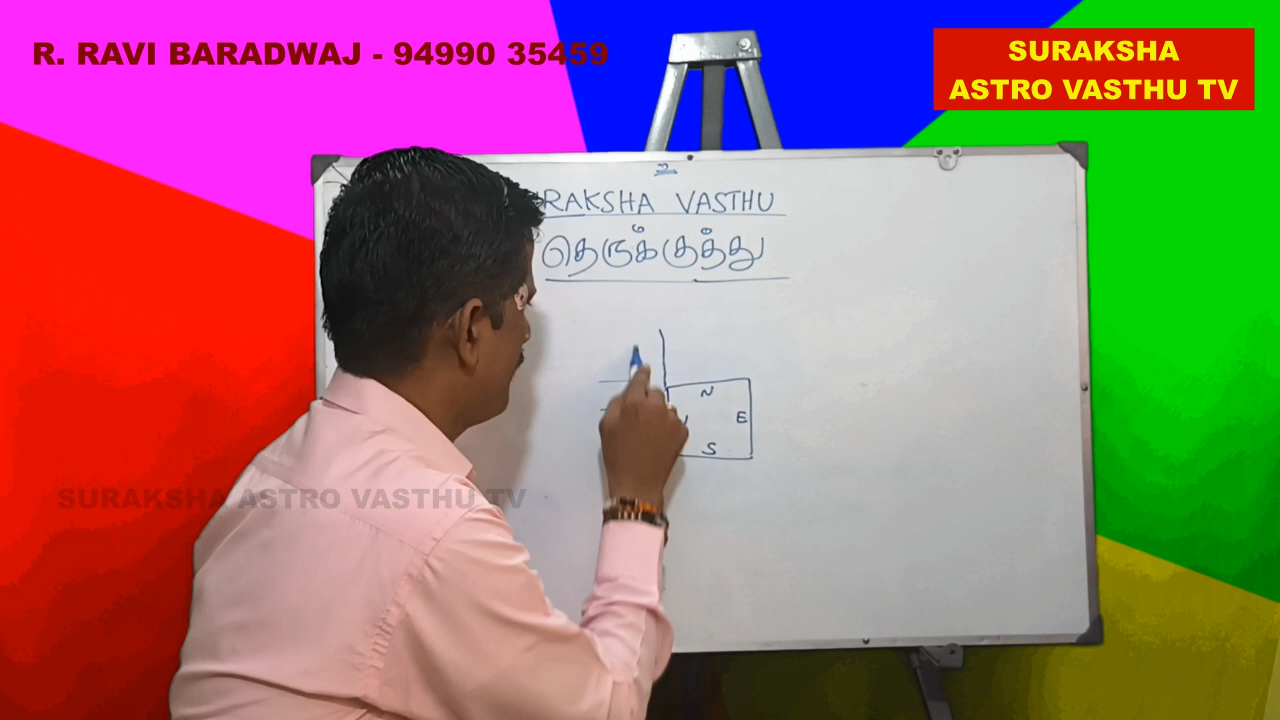 R. RAVI BARADWAJ - 94990 35459
SURAKSHA
ASTRO VASTHU TV
உ
RAKSHA VASTHU
தெருக்குத்து
N
E
S
SURAKSHA ASTRO VASTHU TV